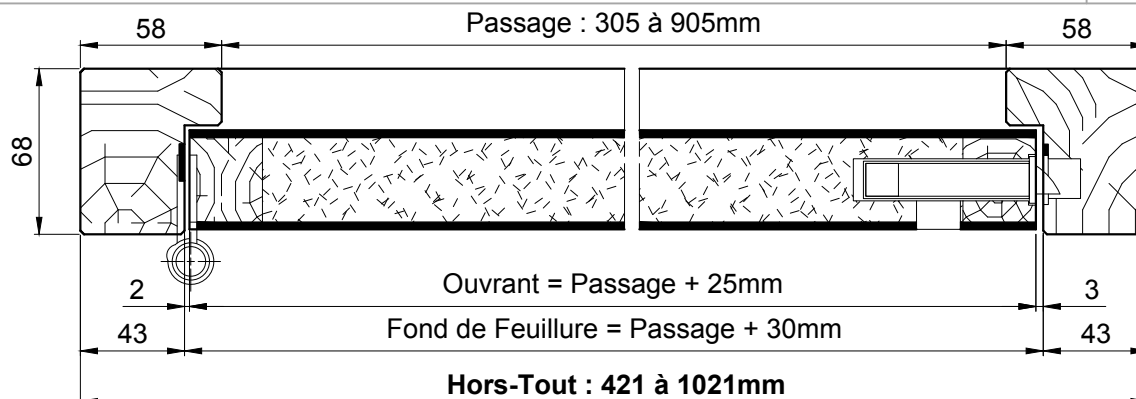 58
Passage : 305 à 905mm
58
68
2
Ouvrant = Passage + 25mm
3
43
Fond de Feuillure = Passage + 30mm
43
Hors-Tout : 421 à 1021mm